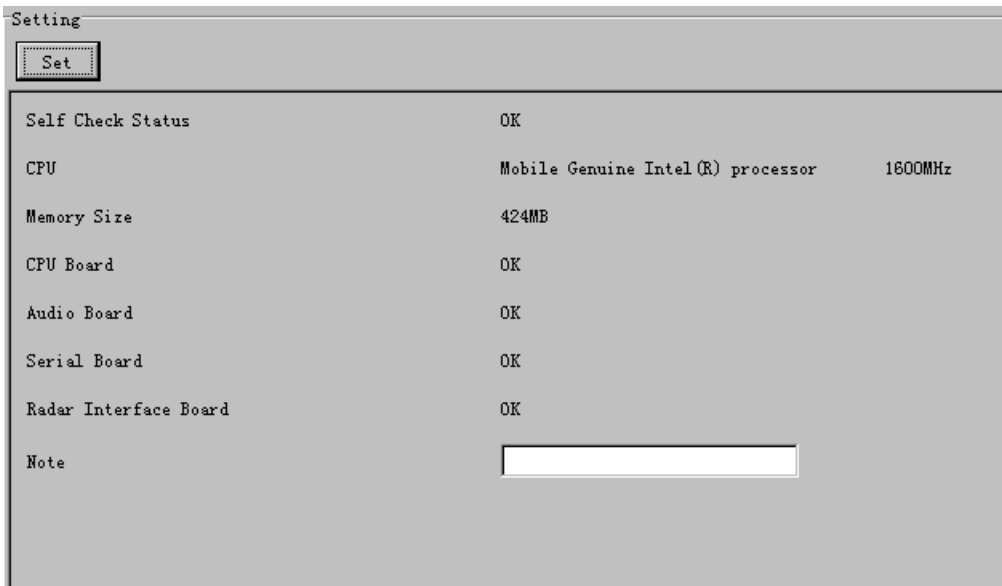 Setting
Set
Self Check Status OK
CPU Mobile Genuine Intel(R) processor 1600MHz
Memory Size 424MB
CPU Board OK
Audio Board OK
Serial Board OK
Radar Interface Board OK
Note